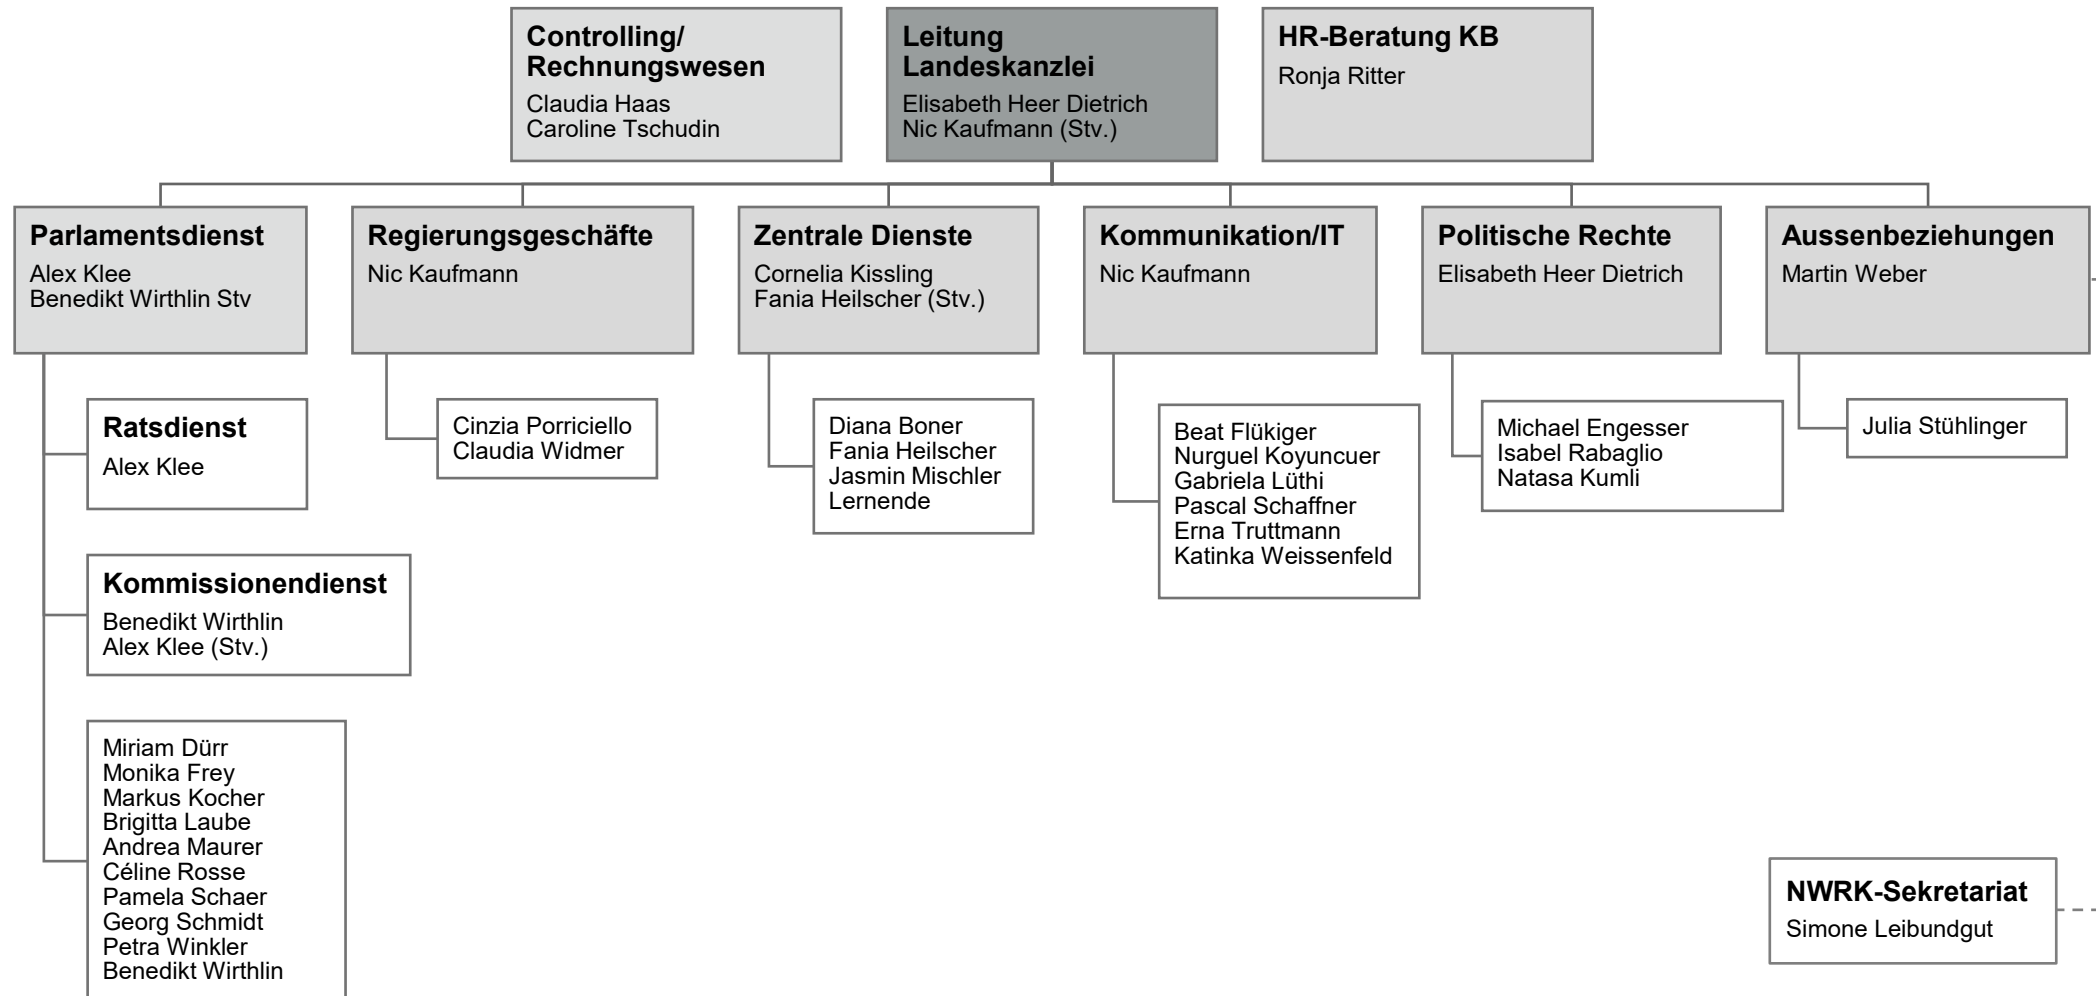 Controlling/
Rechnungswesen
Claudia Haas
Caroline Tschudin
Leitung
Landeskanzlei
Elisabeth Heer Dietrich
Nic Kaufmann (Stv.)
HR-Beratung KB
Ronja Ritter
Parlamentsdienst
Alex Klee
Benedikt Wirthlin Stv
Regierungsgeschäfte
Nic Kaufmann
Zentrale Dienste
Cornelia Kissling
Fania Heilscher (Stv.)
Kommunikation/IT
Nic Kaufmann
Politische Rechte
Elisabeth Heer Dietrich
Aussenbeziehungen
Martin Weber
Ratsdienst
Alex Klee
Cinzia Porriciello
Claudia Widmer
Diana Boner
Fania Heilscher
Jasmin Mischler
Lernende
Beat Flükiger
Nurguel Koyuncuer
Gabriela Lüthi
Pascal Schaffner
Erna Truttmann
Katinka Weissenfeld
Michael Engesser
Isabel Rabaglio
Natasa Kumli
Julia Stühlinger
Kommissionendienst
Benedikt Wirthlin
Alex Klee (Stv.)
Miriam Dürr
Monika Frey
Markus Kocher
Brigitta Laube
Andrea Maurer
Céline Rosse
Pamela Schaer
Georg Schmidt
Petra Winkler
Benedikt Wirthlin
NWRK-Sekretariat
Simone Leibundgut